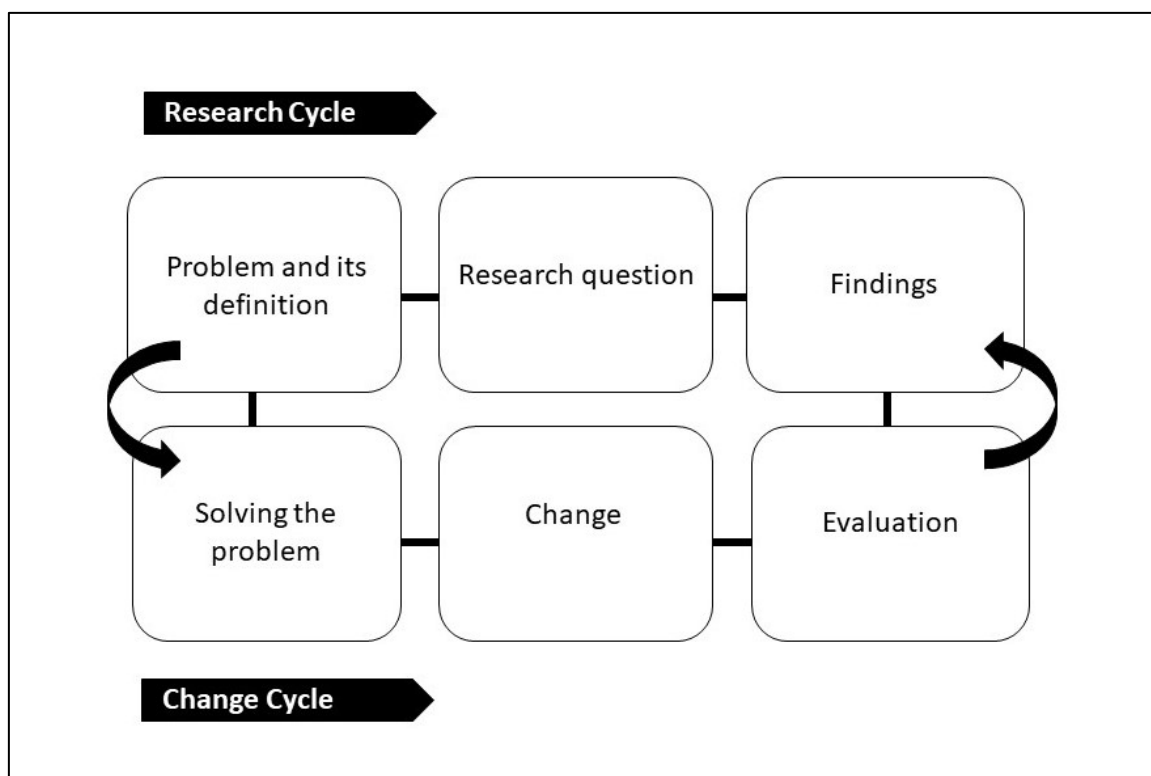 Research Cycle
Problem and its
definition
Research question
Findings
Solving the
problem
Change
Evaluation
Change Cycle